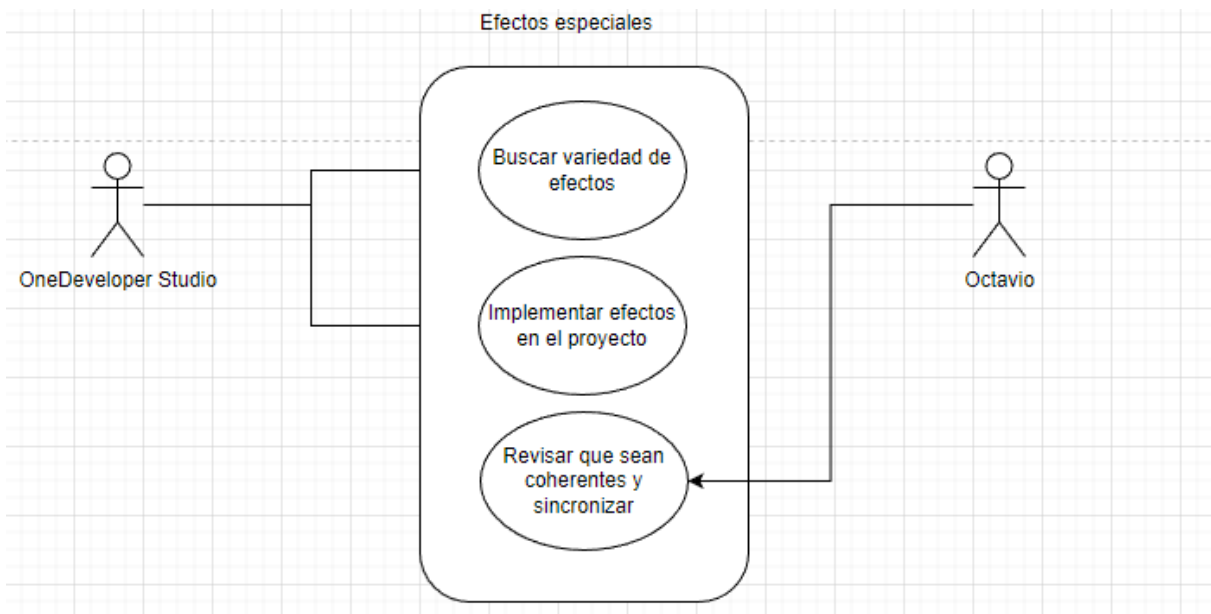 Efectos especiales
Buscar variedad de
efectos
OneDeveloper Studio
Octavio
Implementar efectos
en el proyecto
Revisar que sean
coherentes y
sincronizar